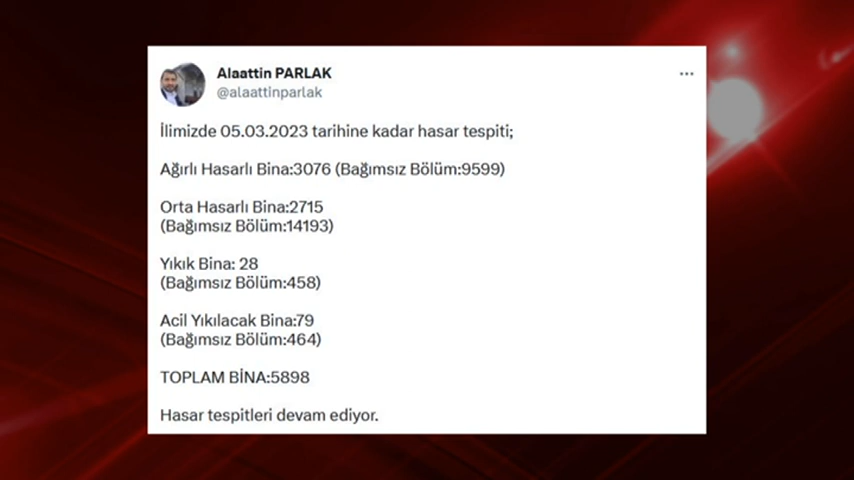 Alaattin PARLAK
@alaattinparlak
İlimizde 05.03.2023 tarihine kadar hasar tespiti;
Ağırlı Hasarlı Bina:3076 (Bağımsız Bölüm:9599)
Orta Hasarlı Bina:2715
(Bağımsız Bölüm:14193)
Yıkık Bina: 28
(Bağımsız Bölüm:458)
Acil Yıkılacak Bina:79
(Bağımsız Bölüm:464)
TOPLAM BİNA:5898
Hasar tespitleri devam ediyor.